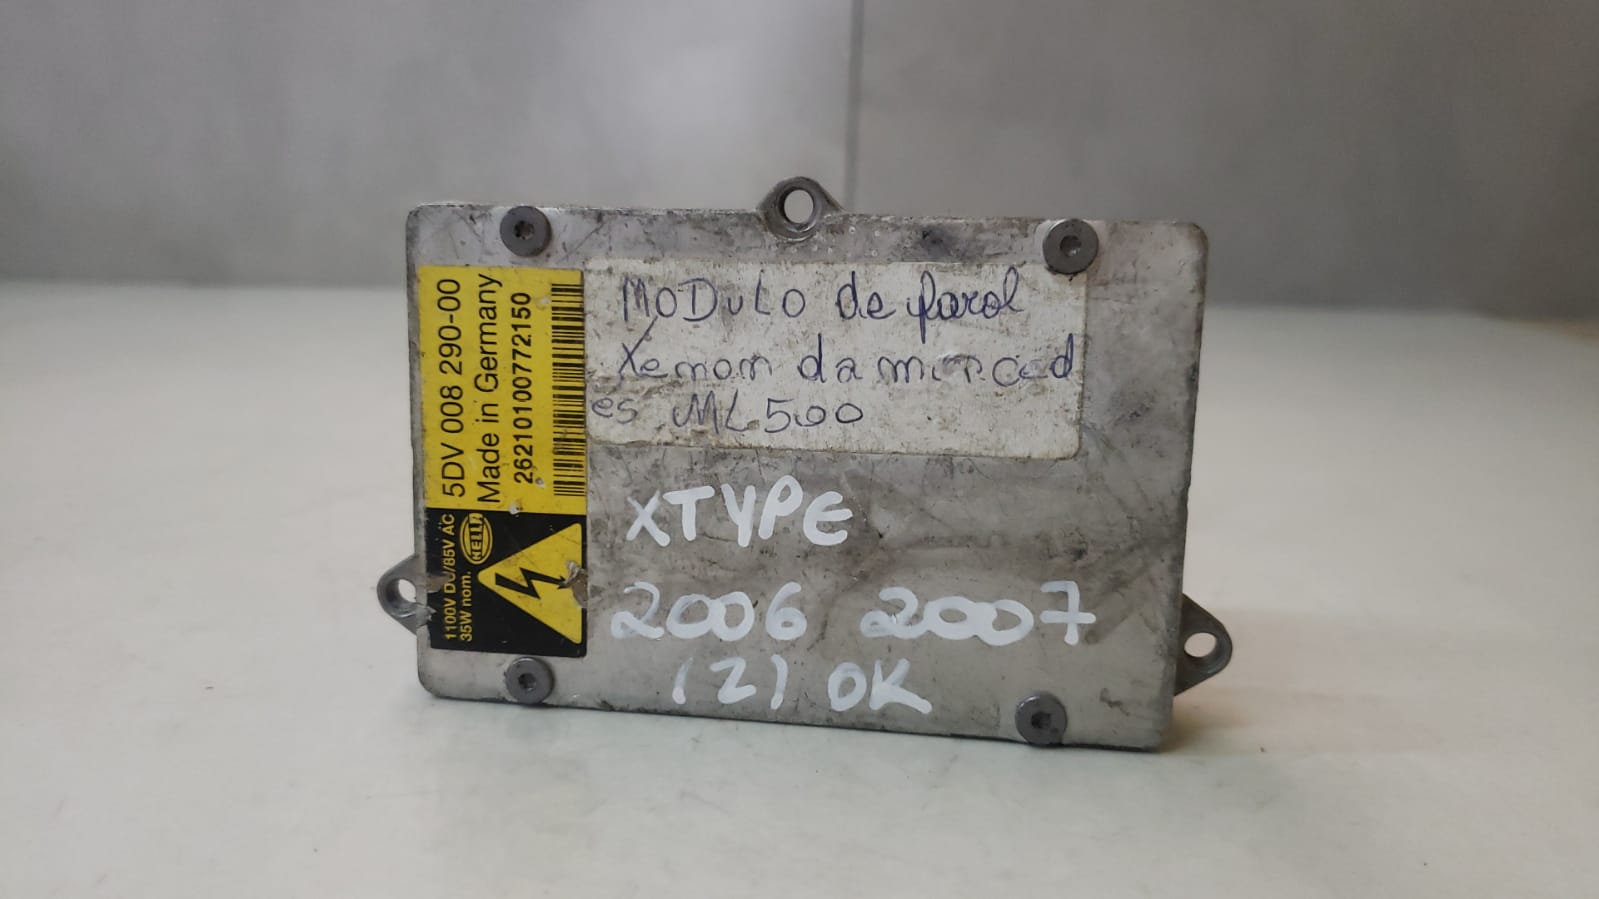 5DV 008 290-00
Made in Germany
26210100772150
1100V DC/85V AC
35W nom.
HELLA
MODULO de farol
Xenon da merced
es ML500
XTYPE
2006 2007
(2) OK